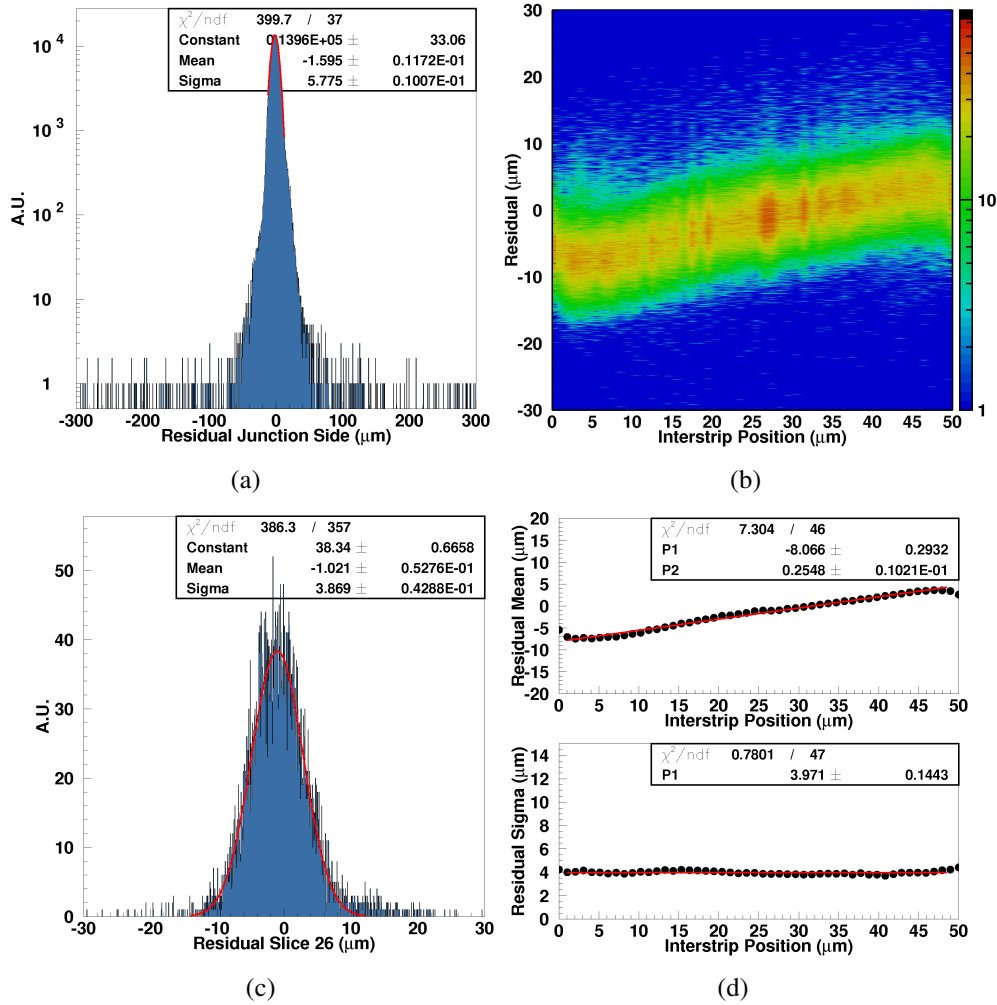 χ²/ndf 399.7 / 37
Constant 0.1396E+05 ± 33.06
Mean -1.595 ± 0.1172E-01
Sigma 5.775 ± 0.1007E-01
A.U.
10 4
10 3
10 2
10
1
-300 -200 -100 0 100 200 300
Residual Junction Side (μm)
(a)
Residual (μm)
30
20
10
0
-10
-20
-30
0 5 10 15 20 25 30 35 40 45 50
Interstrip Position (μm)
10
1
(b)
χ²/ndf 386.3 / 357
Constant 38.34 ± 0.6658
Mean -1.021 ± 0.5276E-01
Sigma 3.869 ± 0.4288E-01
A.U.
50
40
30
20
10
0
-30 -20 -10 0 10 20 30
Residual Slice 26 (μm)
(c)
χ²/ndf 7.304 / 46
P1 -8.066 ± 0.2932
P2 0.2548 ± 0.1021E-01
Residual Mean (μm)
20
15
10
5
0
-5
-10
-15
-20
0 5 10 15 20 25 30 35 40 45 50
Interstrip Position (μm)
χ²/ndf 0.7801 / 47
P1 3.971 ± 0.1443
Residual Sigma (μm)
14
12
10
8
6
4
2
0
0 5 10 15 20 25 30 35 40 45 50
Interstrip Position (μm)
(d)